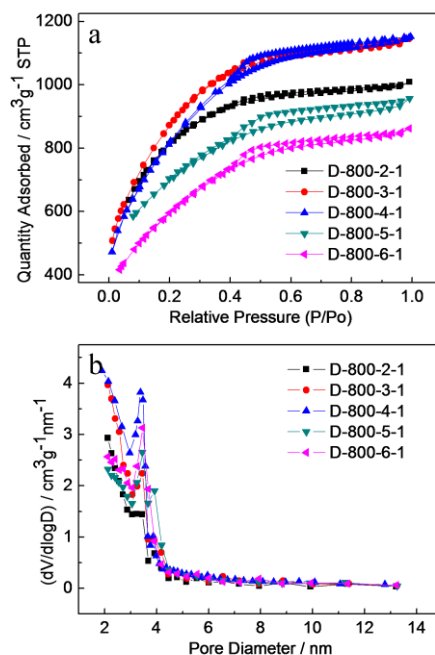 a
Quantity Adsorbed / cm³g⁻¹ STP
1200
1000
800
600
400
D-800-2-1
D-800-3-1
D-800-4-1
D-800-5-1
D-800-6-1
0.0 0.2 0.4 0.6 0.8 1.0
Relative Pressure (P/Po)
b
(dV/dlogD) / cm³g⁻¹nm⁻¹
4
3
2
1
0
D-800-2-1
D-800-3-1
D-800-4-1
D-800-5-1
D-800-6-1
2 4 6 8 10 12 14
Pore Diameter / nm